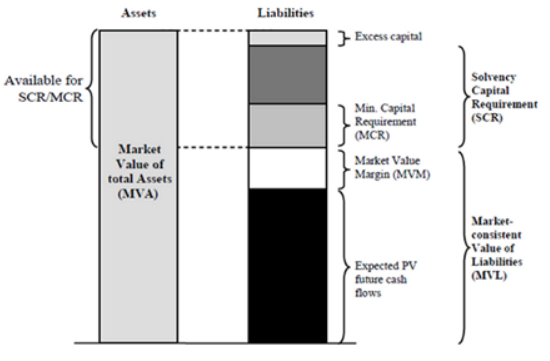 Assets
Liabilities
Excess capital
Available for
SCR/MCR
Solvency
Capital
Requirement
(SCR)
Min. Capital
Requirement
(MCR)
Market
Value of
total Assets
(MVA)
Market Value
Margin (MVM)
Market-
consistent
Value of
Liabilities
(MVL)
Expected PV
future cash
flows